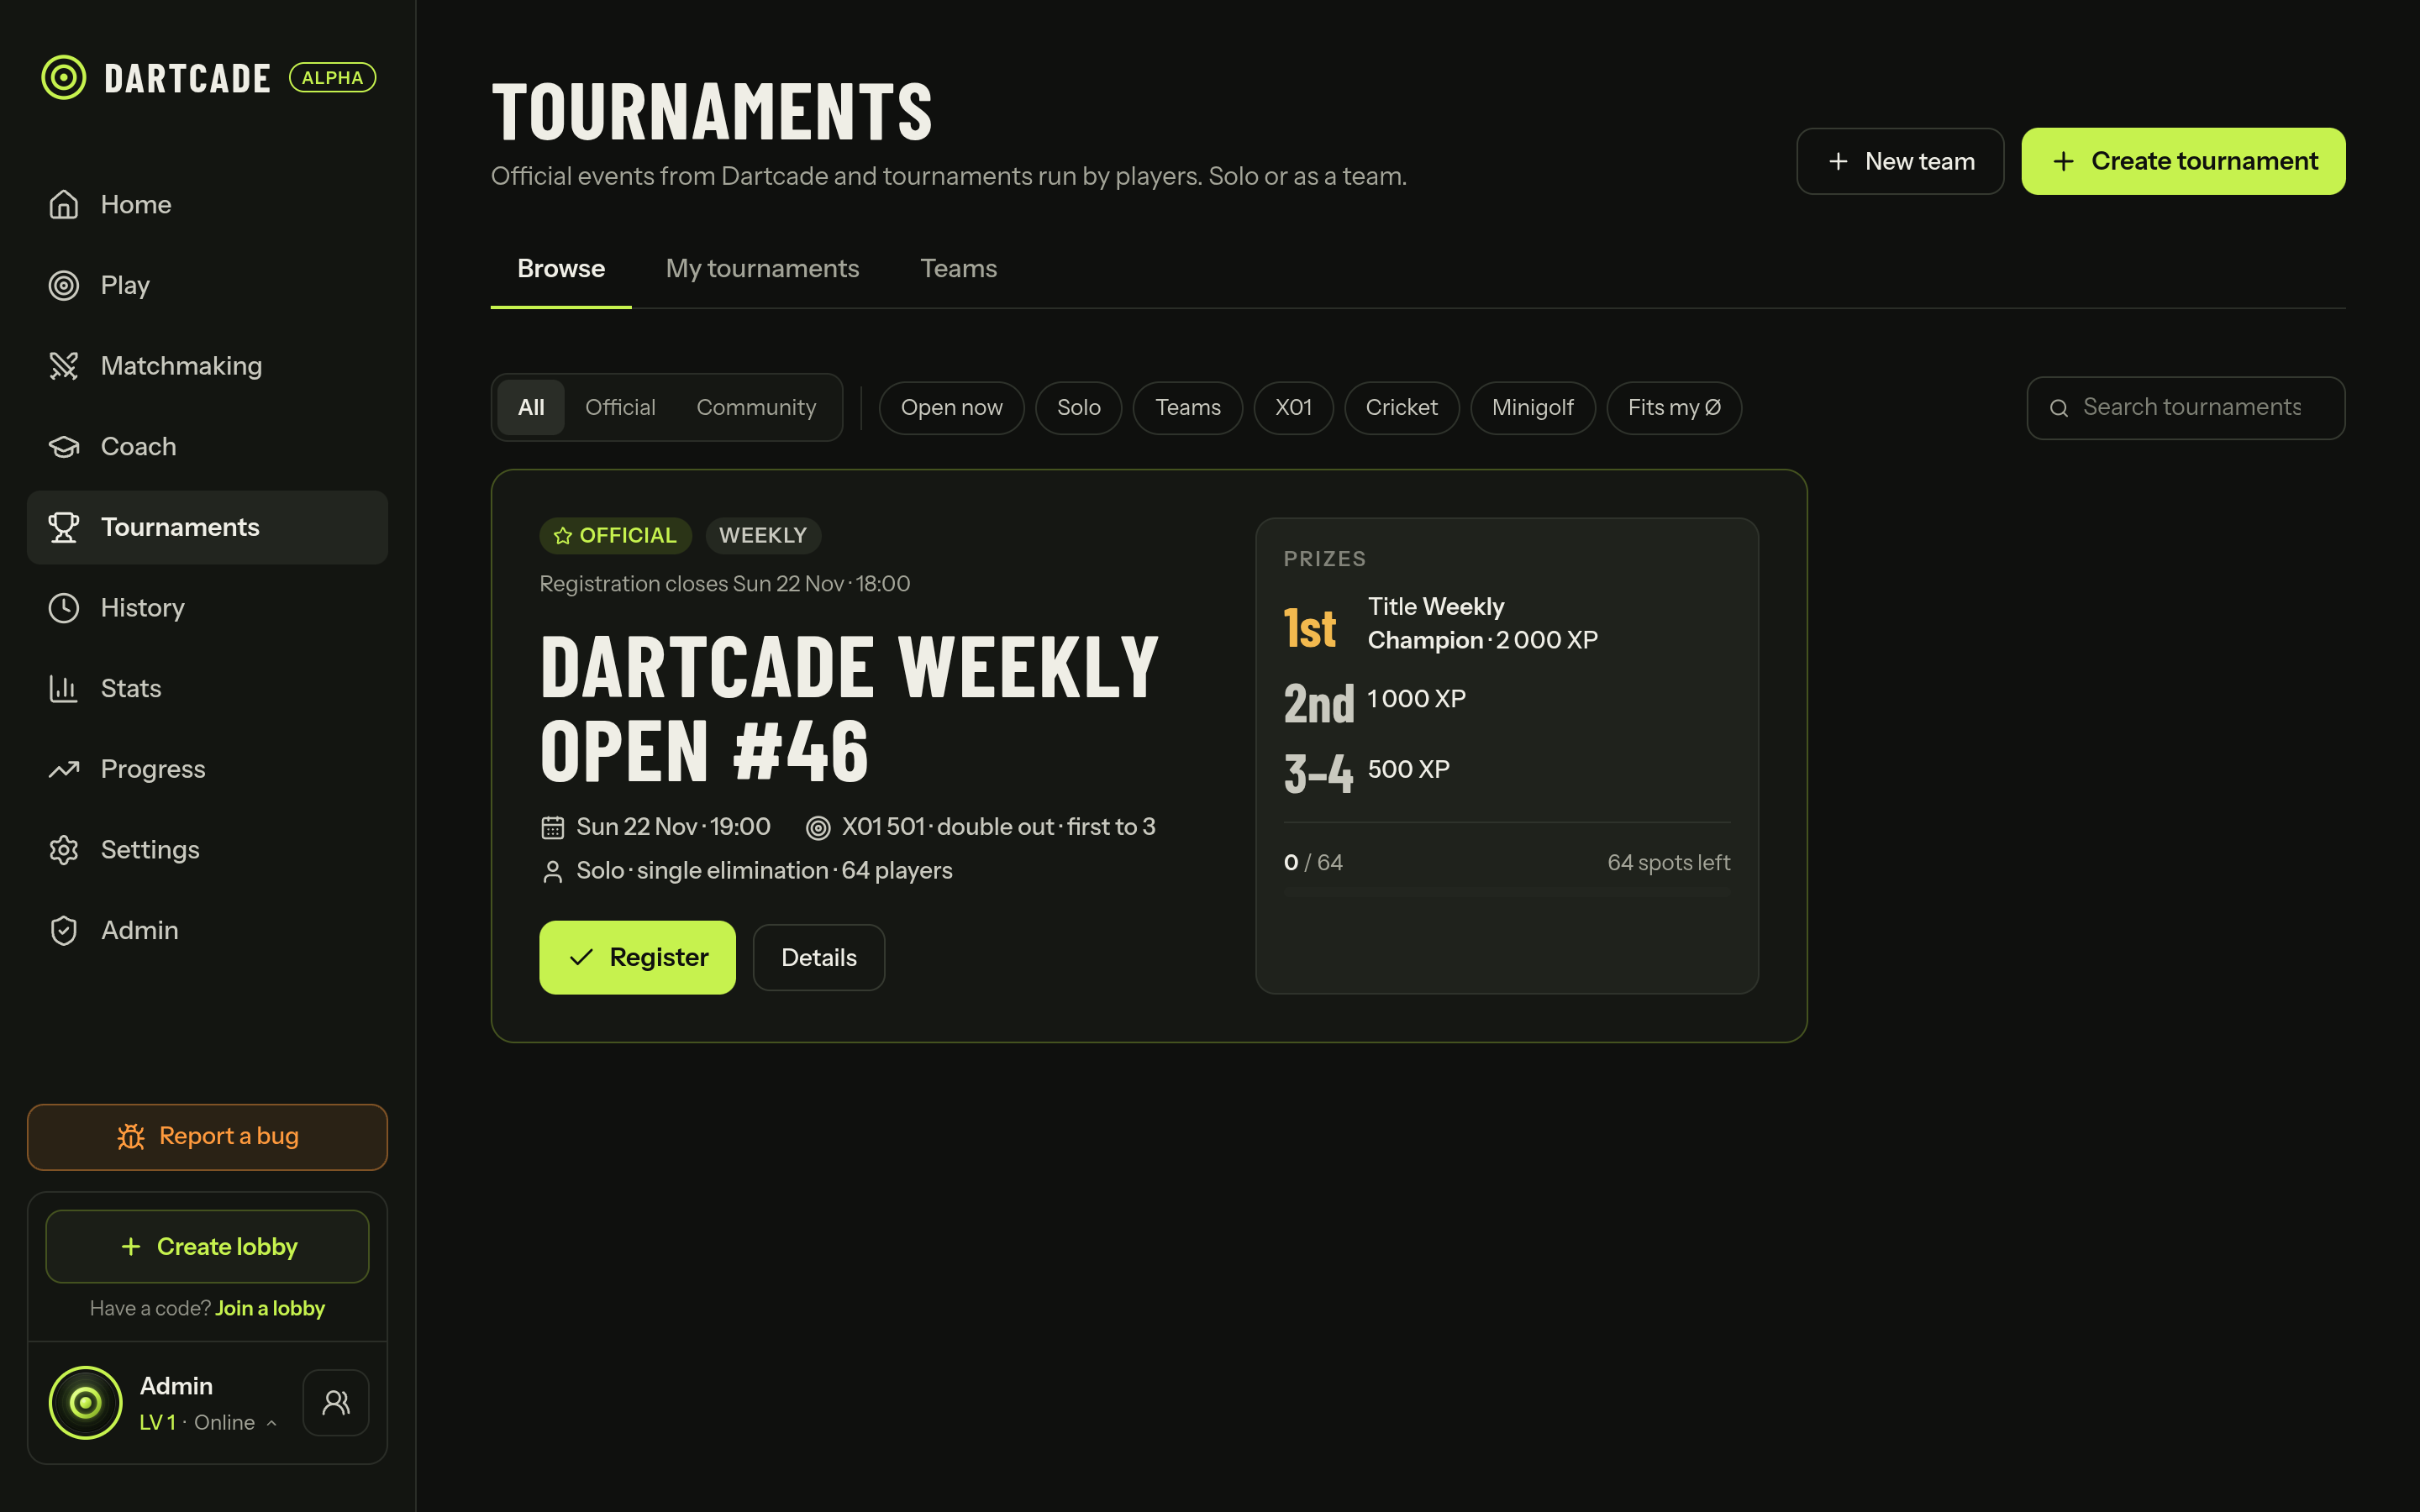 DARTCADE ALPHA
Home
Play
Matchmaking
Coach
Tournaments
History
Stats
Progress
Settings
Admin
Report a bug
+ Create lobby
Have a code? Join a lobby
Admin
LV 1 · Online
TOURNAMENTS
Official events from Dartcade and tournaments run by players. Solo or as a team.
+ New team
+ Create tournament
Browse My tournaments Teams
All Official Community Open now Solo Teams X01 Cricket Minigolf Fits my Ø
Search tournaments
OFFICIAL WEEKLY
Registration closes Sun 22 Nov · 18:00
DARTCADE WEEKLY
OPEN #46
Sun 22 Nov · 19:00 X01 501 · double out · first to 3
Solo · single elimination · 64 players
Register Details
PRIZES
1st Title Weekly
Champion · 2 000 XP
2nd 1 000 XP
3–4 500 XP
0 / 64 64 spots left